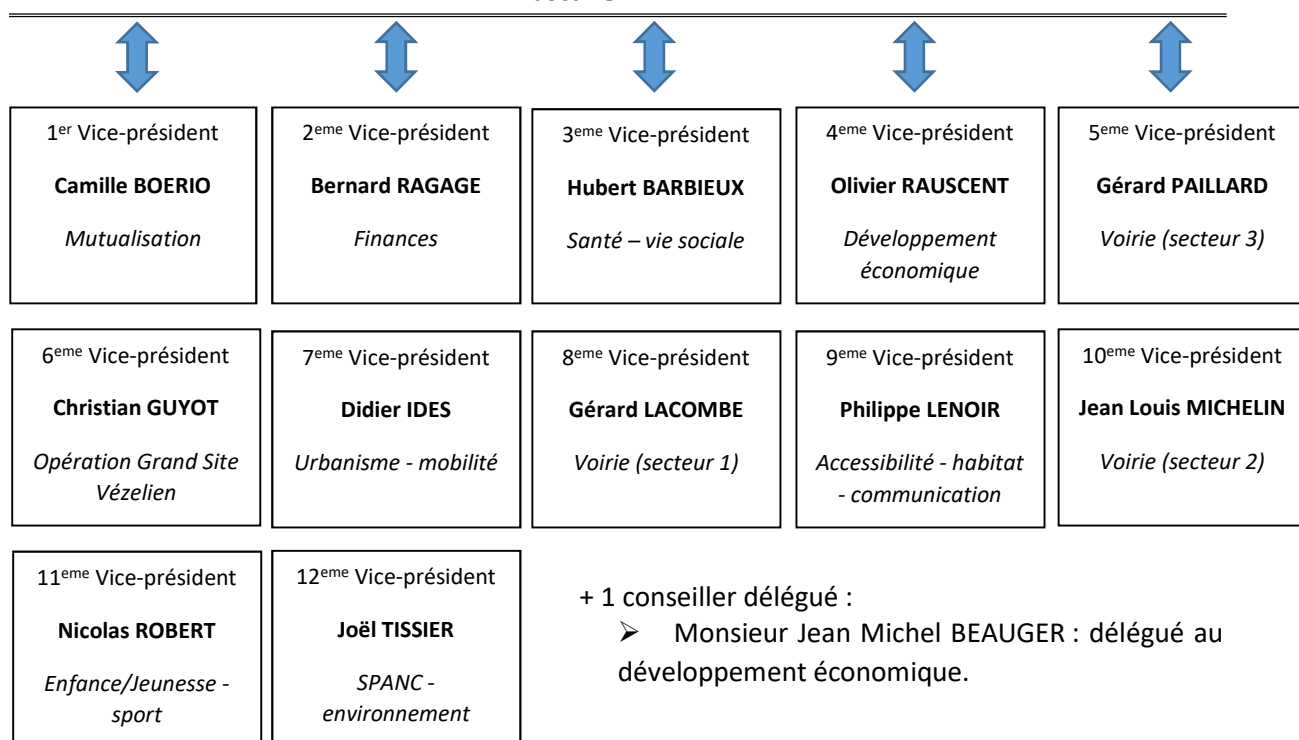 1er Vice-président
Camille BOERIO
Mutualisation
2eme Vice-président
Bernard RAGAGE
Finances
3eme Vice-président
Hubert BARBIEUX
Santé – vie sociale
4eme Vice-président
Olivier RAUSCENT
Développement
économique
5eme Vice-président
Gérard PAILLARD
Voirie (secteur 3)
6eme Vice-président
Christian GUYOT
Opération Grand Site
Vézelien
7eme Vice-président
Didier IDES
Urbanisme - mobilité
8eme Vice-président
Gérard LACOMBE
Voirie (secteur 1)
9eme Vice-président
Philippe LENOIR
Accessibilité - habitat
- communication
10eme Vice-président
Jean Louis MICHELIN
Voirie (secteur 2)
11eme Vice-président
Nicolas ROBERT
Enfance/Jeunesse -
sport
12eme Vice-président
Joël TISSIER
SPANC -
environnement
+ 1 conseiller délégué :
➢ Monsieur Jean Michel BEAUGER : délégué au
développement économique.